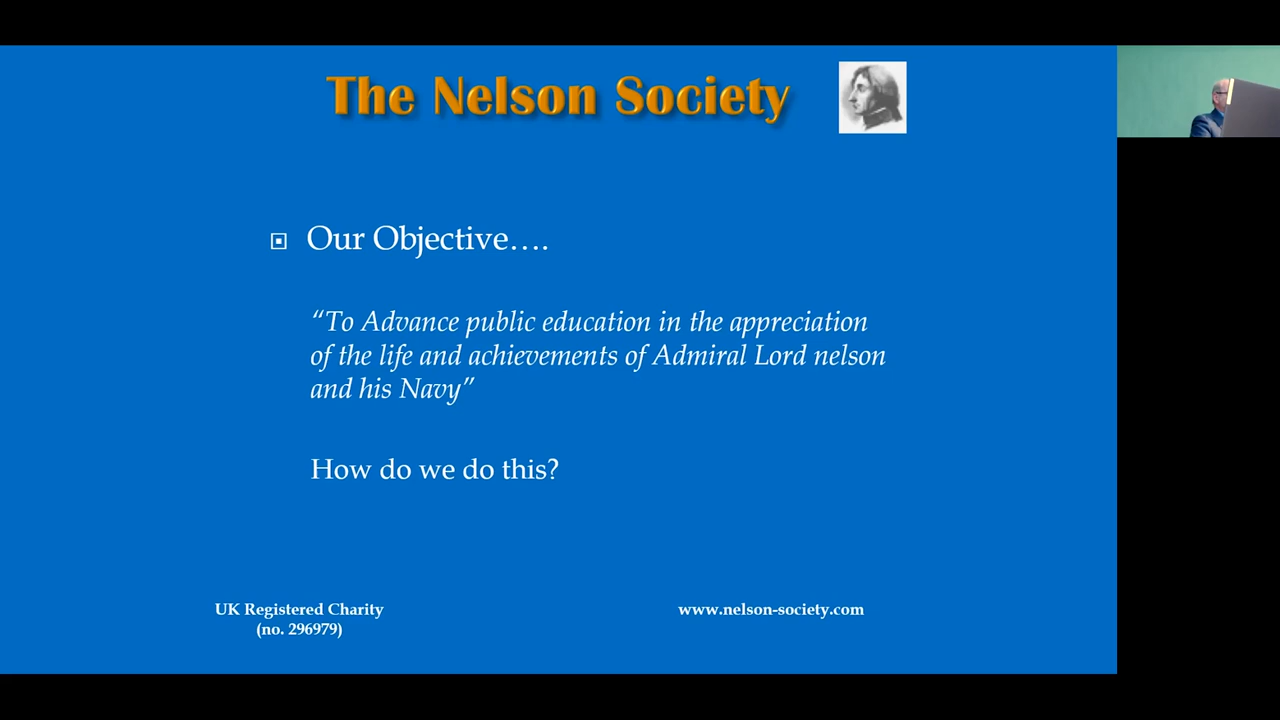 The Nelson Society
Our Objective….
“To Advance public education in the appreciation
of the life and achievements of Admiral Lord nelson
and his Navy”
How do we do this?
UK Registered Charity
(no. 296979)
www.nelson-society.com